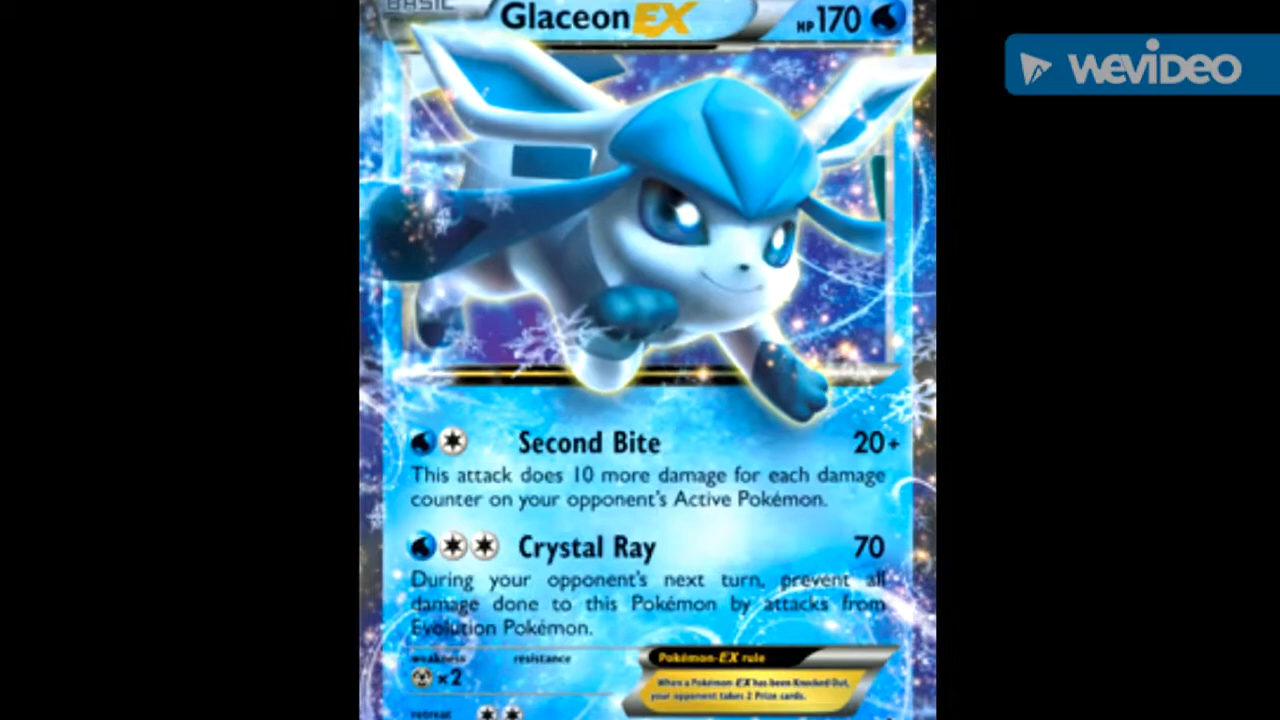 BASIC
Glaceon EX
HP 170
WEVIDEO
Second Bite 20+
This attack does 10 more damage for each damage
counter on your opponent's Active Pokémon.
Crystal Ray 70
During your opponent's next turn, prevent all
damage done to this Pokémon by attacks from
Evolution Pokémon.
weakness resistance
×2
Pokémon-EX rule
When a Pokémon-EX has been Knocked Out,
your opponent takes 2 Prize cards.
retreat